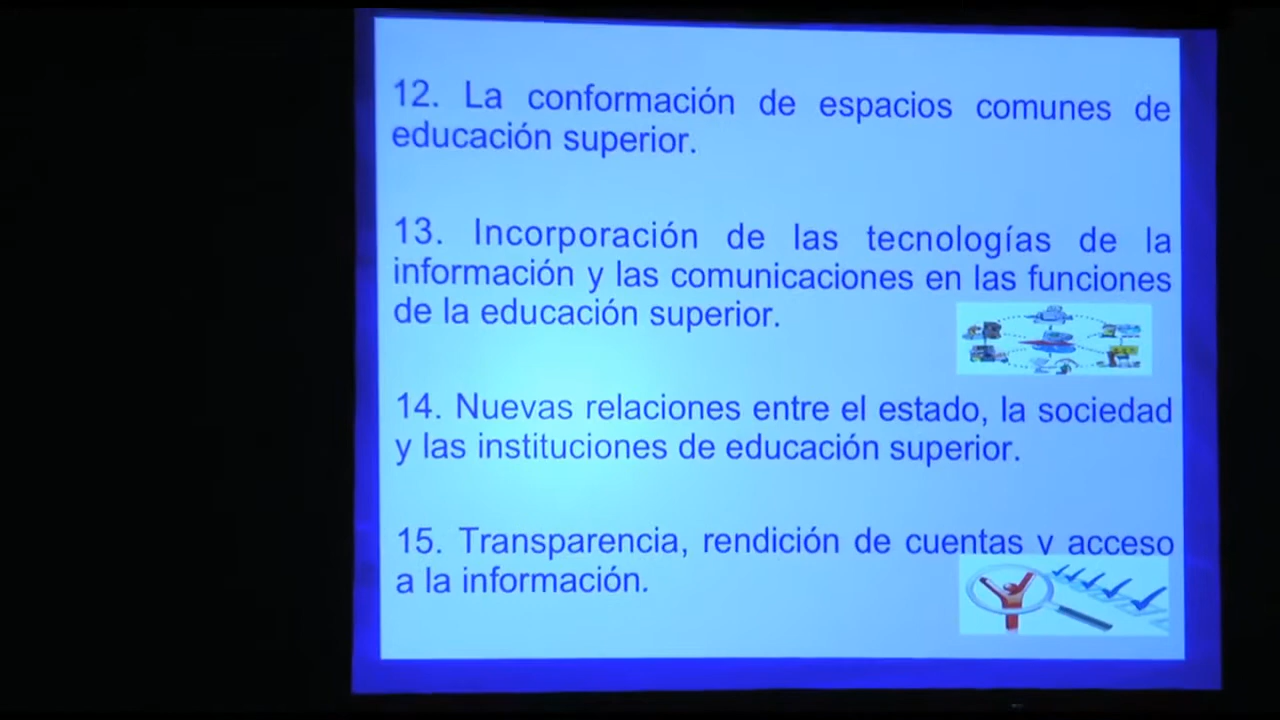 12. La conformación de espacios comunes de
educación superior.
13. Incorporación de las tecnologías de la
información y las comunicaciones en las funciones
de la educación superior.
14. Nuevas relaciones entre el estado, la sociedad
y las instituciones de educación superior.
15. Transparencia, rendición de cuentas y acceso
a la información.